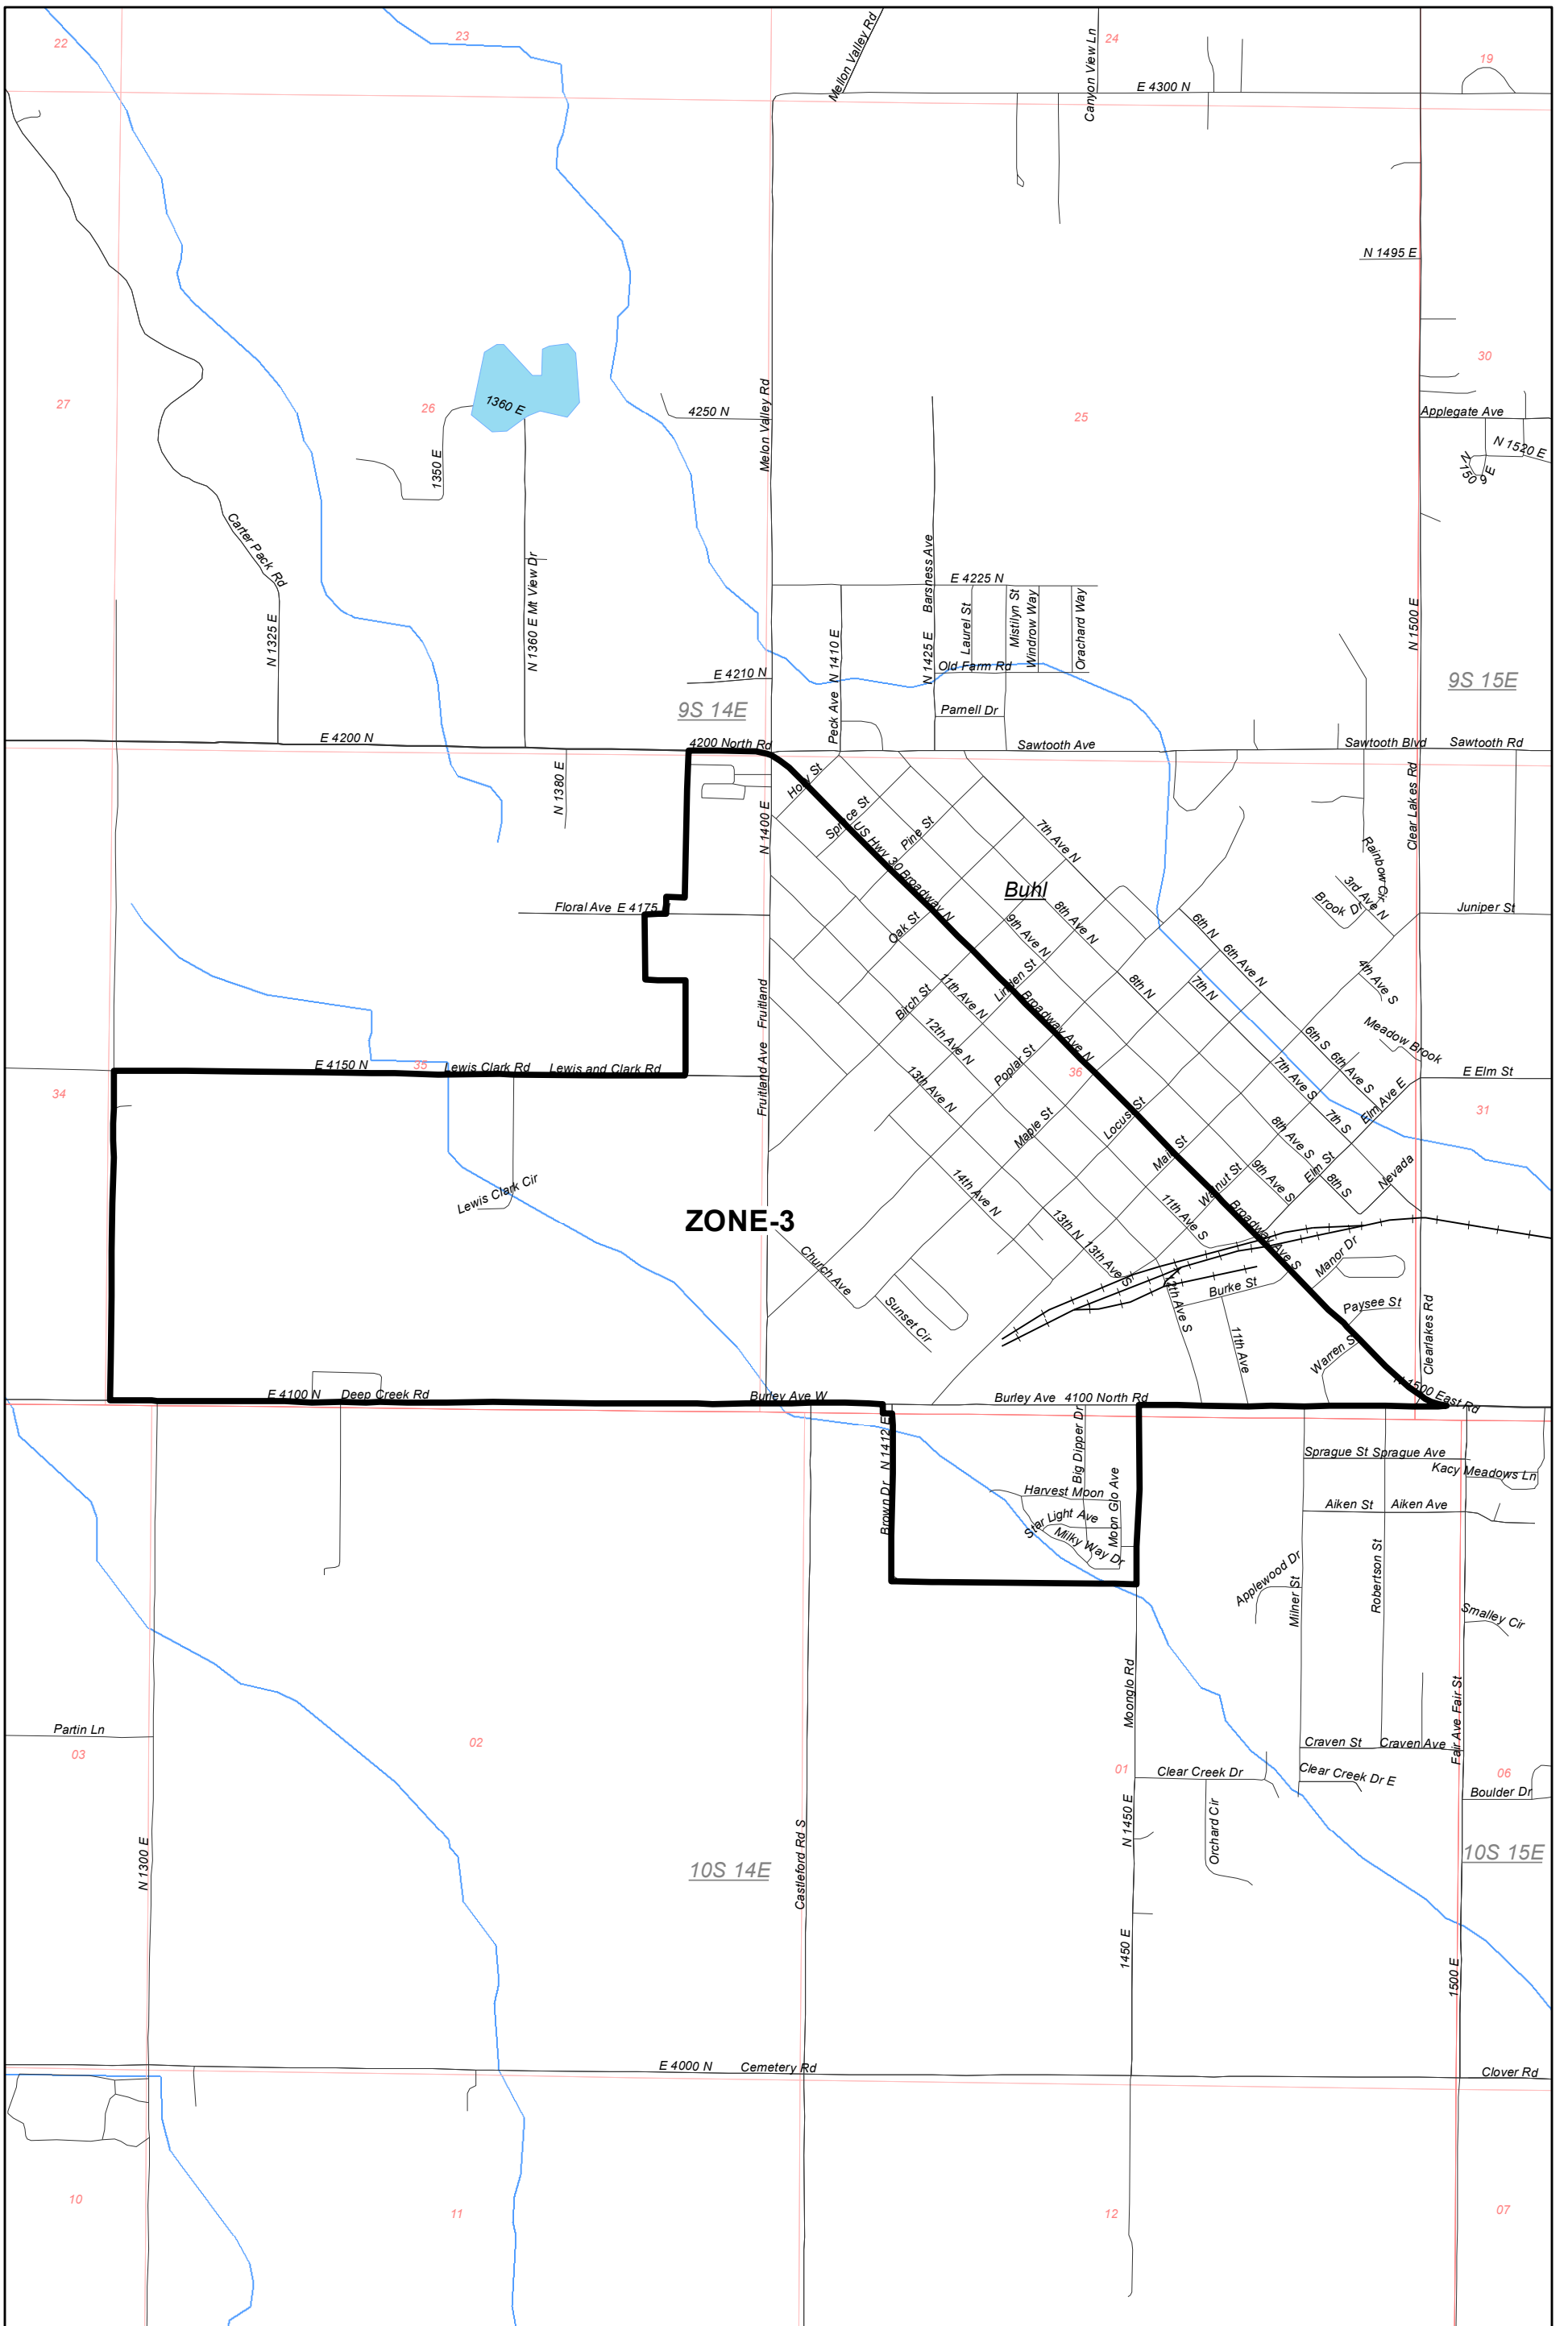 22
23
Mellon Valley Rd
Canyon View Ln
24
19
E 4300 N
N 1495 E
27
26
1360 E
4250 N
Melon Valley Rd
25
30
Applegate Ave
N 1520 E
N 150
9 E
1350 E
Carter Pack Rd
N 1325 E
N 1360 E Mt View Dr
E 4225 N
Barsness Ave
N 1425 E
Laurel St
Mistilyn St
Windrow Way
Orachard Way
Old Farm Rd
N 1500 E
Peck Ave N 1410 E
E 4210 N
9S 14E
9S 15E
Parnell Dr
E 4200 N
4200 North Rd
Sawtooth Ave
Sawtooth Blvd
Sawtooth Rd
N 1380 E
N 1400 E
Holly St
Spruce St
US Hwy 30
Broadway N
Pine St
7th Ave N
Clear Lakes Rd
Rainbow Cir
Buhl
3rd Ave N
Brook Dr
Juniper St
Floral Ave E 4175
Oak St
9th Ave N
8th Ave N
6th N
6th Ave N
4th Ave S
Linden St
11th Ave N
Birch St
8th N
7th N
Fruitland Ave Fruitland
12th Ave N
Broadway Ave N
Meadow Brook
6th S
6th Ave S
E 4150 N
35
Lewis Clark Rd
Lewis and Clark Rd
Poplar St
13th Ave N
36
7th Ave S
E Elm St
34
31
Maple St
Locust St
7th S
Elm Ave E
8th Ave S
Main St
Elm St
Walnut St
9th Ave S
8th S
Nevada
Lewis Clark Cir
14th Ave N
11th Ave S
ZONE-3
Church Ave
Sunset Cir
13th N
13th Ave S
Broadway Ave S
Manor Dr
12th Ave S
Burke St
Paysee St
11th Ave
Warren St
Clearlakes Rd
E 4100 N
Deep Creek Rd
Burley Ave W
Burley Ave
4100 North Rd
N 1500 East Rd
Brown Dr N 1412 E
Big Dipper Dr
Harvest Moon
Star Light Ave
Milky Way Dr
Moon Glo Ave
Sprague St
Sprague Ave
Kacy Meadows Ln
Aiken St
Aiken Ave
Applewood Dr
Milner St
Robertson St
Smalley Cir
Moonglo Rd
Fair Ave Fair St
Partin Ln
03
02
01
06
Craven St
Craven Ave
Clear Creek Dr
Clear Creek Dr E
Boulder Dr
Orchard Cir
N 1450 E
N 1300 E
Castleford Rd S
10S 14E
10S 15E
1450 E
1500 E
E 4000 N
Cemetery Rd
Clover Rd
10
11
12
07